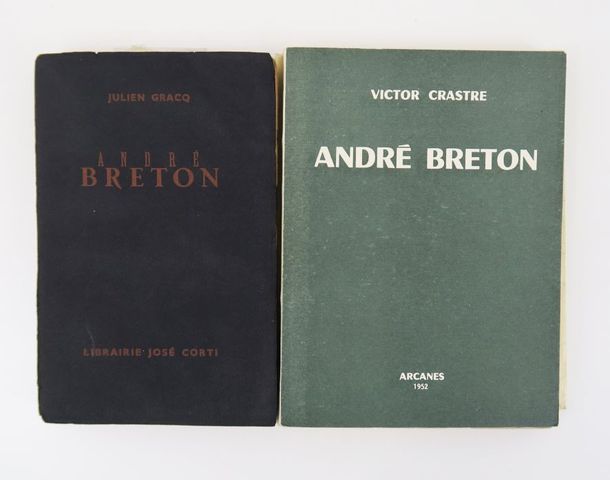 JULIEN GRACQ
ANDRÉ
BRETON
LIBRAIRIE JOSÉ CORTI
VICTOR CRASTRE
ANDRÉ BRETON
ARCANES
1952